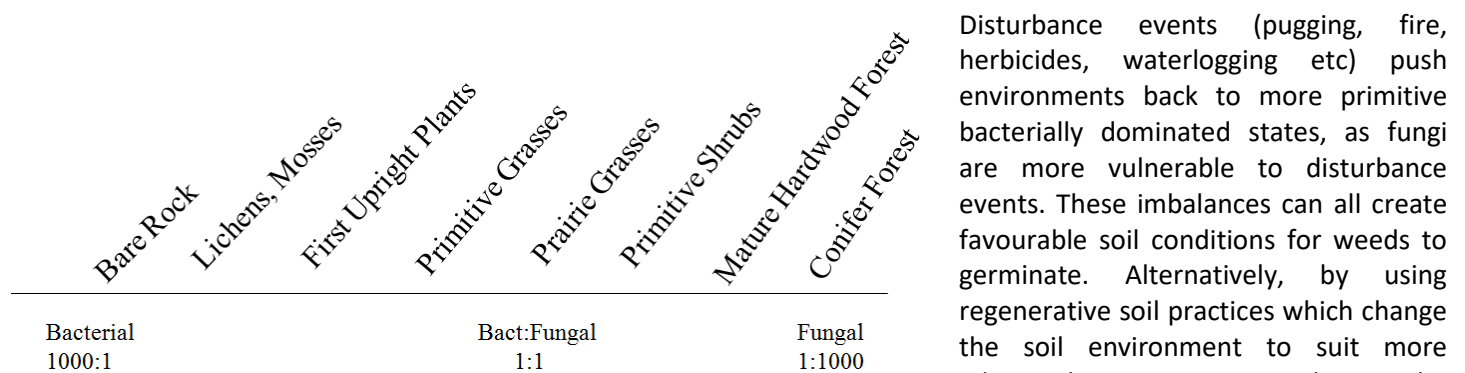 Bare Rock
Lichens, Mosses
First Upright Plants
Primitive Grasses
Prairie Grasses
Primitive Shrubs
Mature Hardwood Forest
Conifer Forest
Bacterial
1000:1
Bact:Fungal
1:1
Fungal
1:1000
Disturbance events (pugging, fire,
herbicides, waterlogging etc) push
environments back to more primitive
bacterially dominated states, as fungi
are more vulnerable to disturbance
events. These imbalances can all create
favourable soil conditions for weeds to
germinate. Alternatively, by using
regenerative soil practices which change
the soil environment to suit more